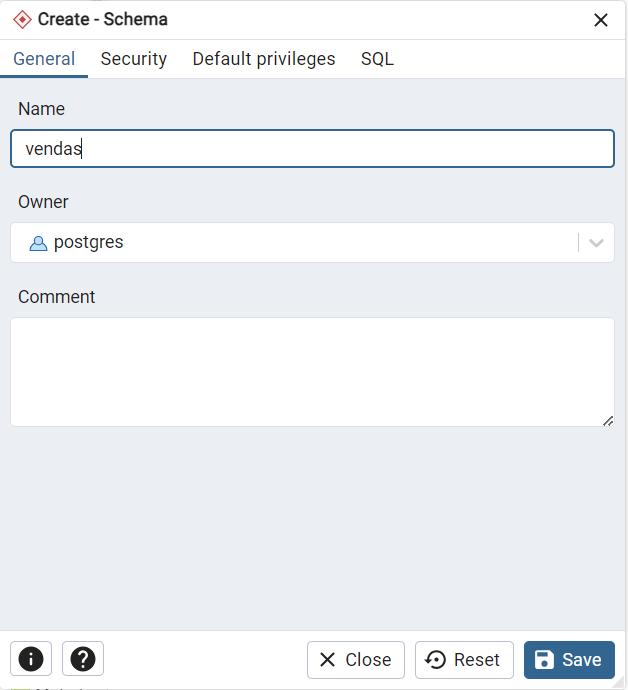 Create - Schema
General Security Default privileges SQL
Name
vendas
Owner
postgres
Comment
Close Reset Save